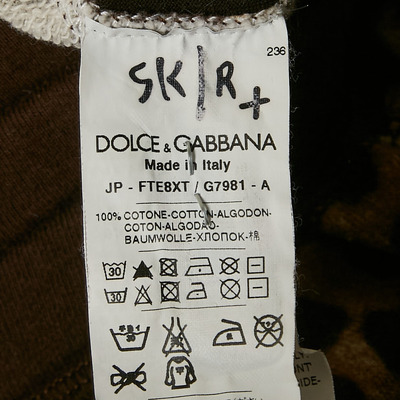 236
SK/R +
DOLCE & GABBANA
Made in Italy
JP - FTE8XT / G7981 - A
100% COTONE-COTTON-ALGODON-
COTON-ALGODÃO-
BAUMWOLLE-ХЛОПОК-棉
30
30